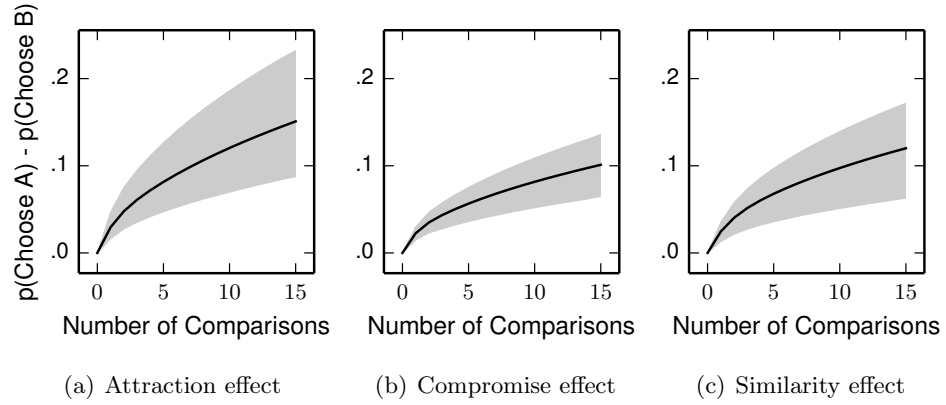 p(Choose A) - p(Choose B)
.2
.1
.0
0 5 10 15
Number of Comparisons
(a) Attraction effect
.2
.1
.0
0 5 10 15
Number of Comparisons
(b) Compromise effect
.2
.1
.0
0 5 10 15
Number of Comparisons
(c) Similarity effect